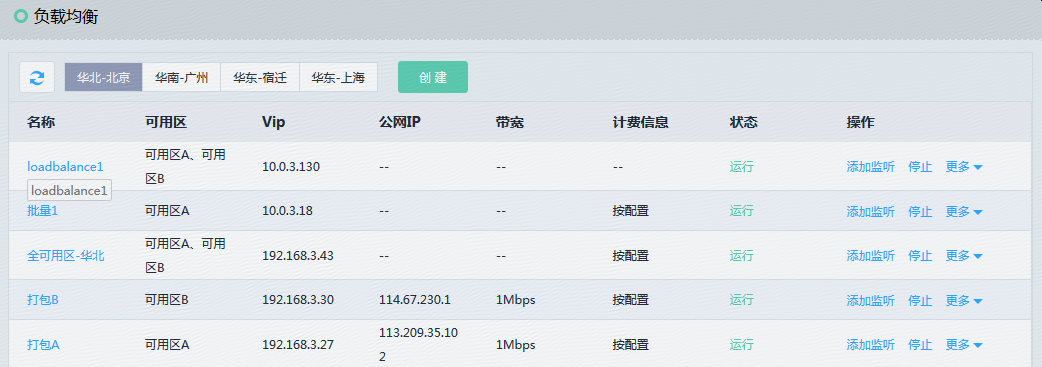 负载均衡
华北-北京 华南-广州 华东-宿迁 华东-上海 创 建
名称 可用区 Vip 公网IP 带宽 计费信息 状态 操作
loadbalance1 可用区A、可用区B 10.0.3.130 -- -- -- 运行 添加监听 停止 更多
loadbalance1
批量1 可用区A 10.0.3.18 -- -- 按配置 运行 添加监听 停止 更多
全可用区-华北 可用区A、可用区B 192.168.3.43 -- -- 按配置 运行 添加监听 停止 更多
打包B 可用区B 192.168.3.30 114.67.230.1 1Mbps 按配置 运行 添加监听 停止 更多
打包A 可用区A 192.168.3.27 113.209.35.102 1Mbps 按配置 运行 添加监听 停止 更多